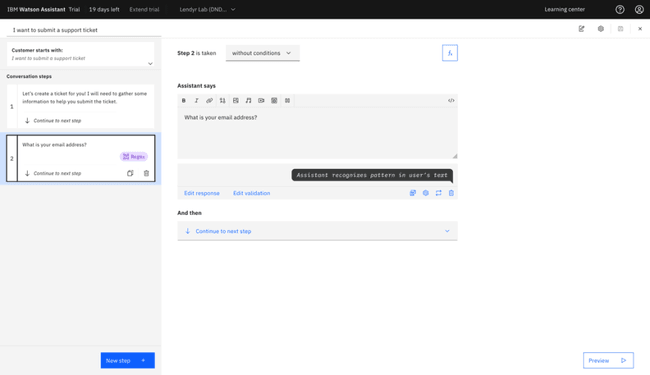 IBM Watson Assistant Trial 19 days left Extend trial Lendyr Lab (DND... Learning center
I want to submit a support ticket
Customer starts with:
I want to submit a support ticket
Conversation steps
1
Let's create a ticket for you! I will need to gather some
information to help you submit the ticket.
Continue to next step
2
What is your email address?
Regex
Continue to next step
New step +
Step 2 is taken without conditions
fx
Assistant says
B I </>
What is your email address?
Assistant recognizes pattern in user's text
Edit response Edit validation
And then
Continue to next step
Preview